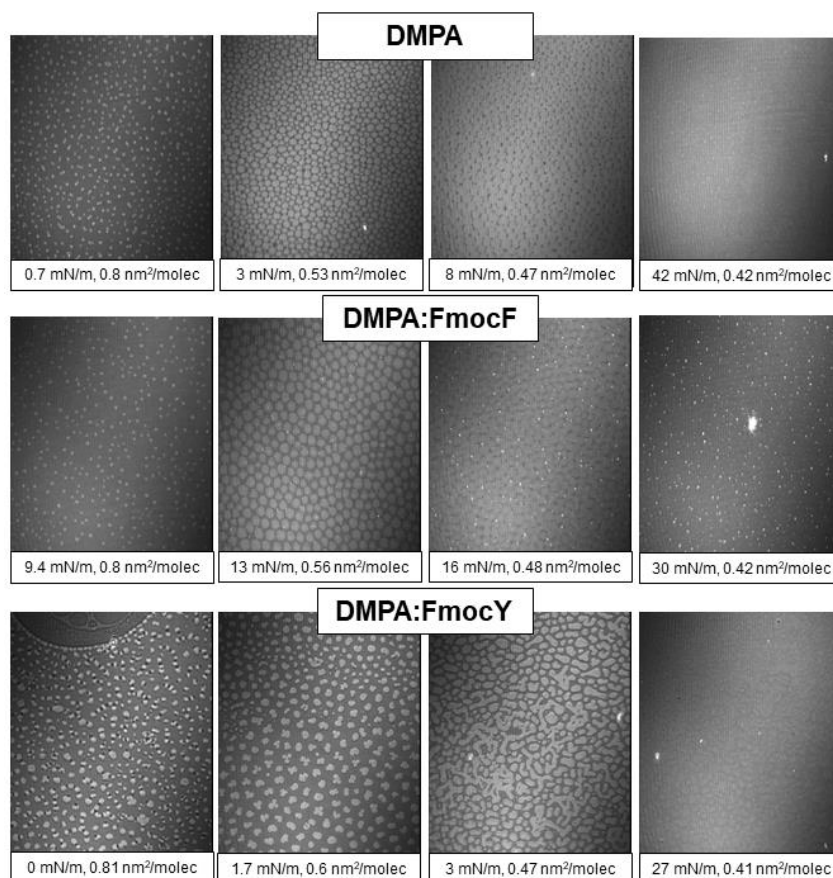 DMPA
0.7 mN/m, 0.8 nm²/molec
3 mN/m, 0.53 nm²/molec
8 mN/m, 0.47 nm²/molec
42 mN/m, 0.42 nm²/molec
DMPA:FmocF
9.4 mN/m, 0.8 nm²/molec
13 mN/m, 0.56 nm²/molec
16 mN/m, 0.48 nm²/molec
30 mN/m, 0.42 nm²/molec
DMPA:FmocY
0 mN/m, 0.81 nm²/molec
1.7 mN/m, 0.6 nm²/molec
3 mN/m, 0.47 nm²/molec
27 mN/m, 0.41 nm²/molec